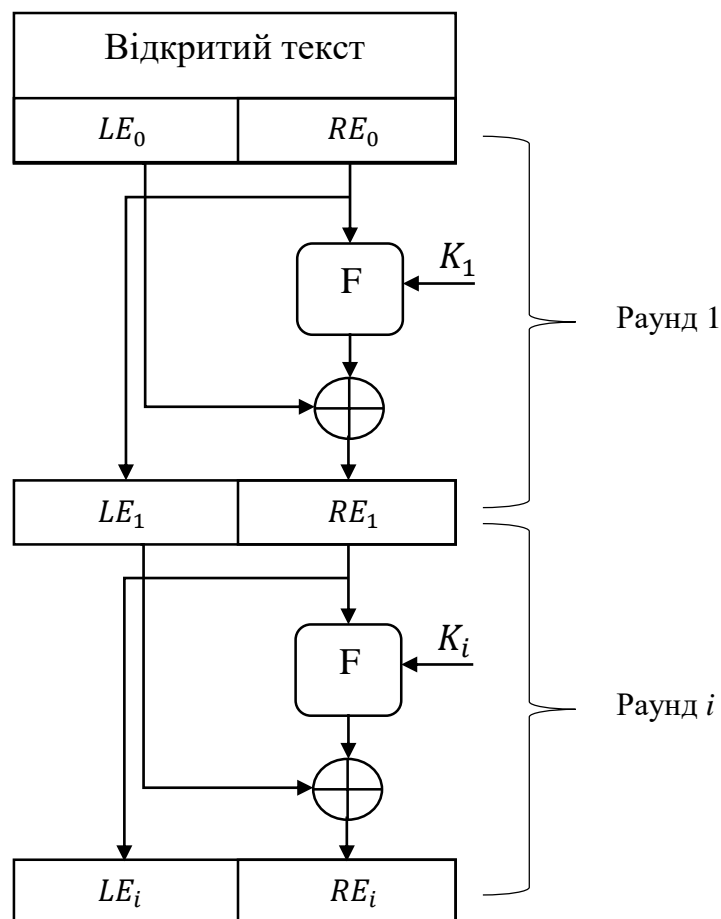 Відкритий текст
LE₀ RE₀
F
K₁
Раунд 1
LE₁ RE₁
F
Kᵢ
Раунд i
LEᵢ REᵢ